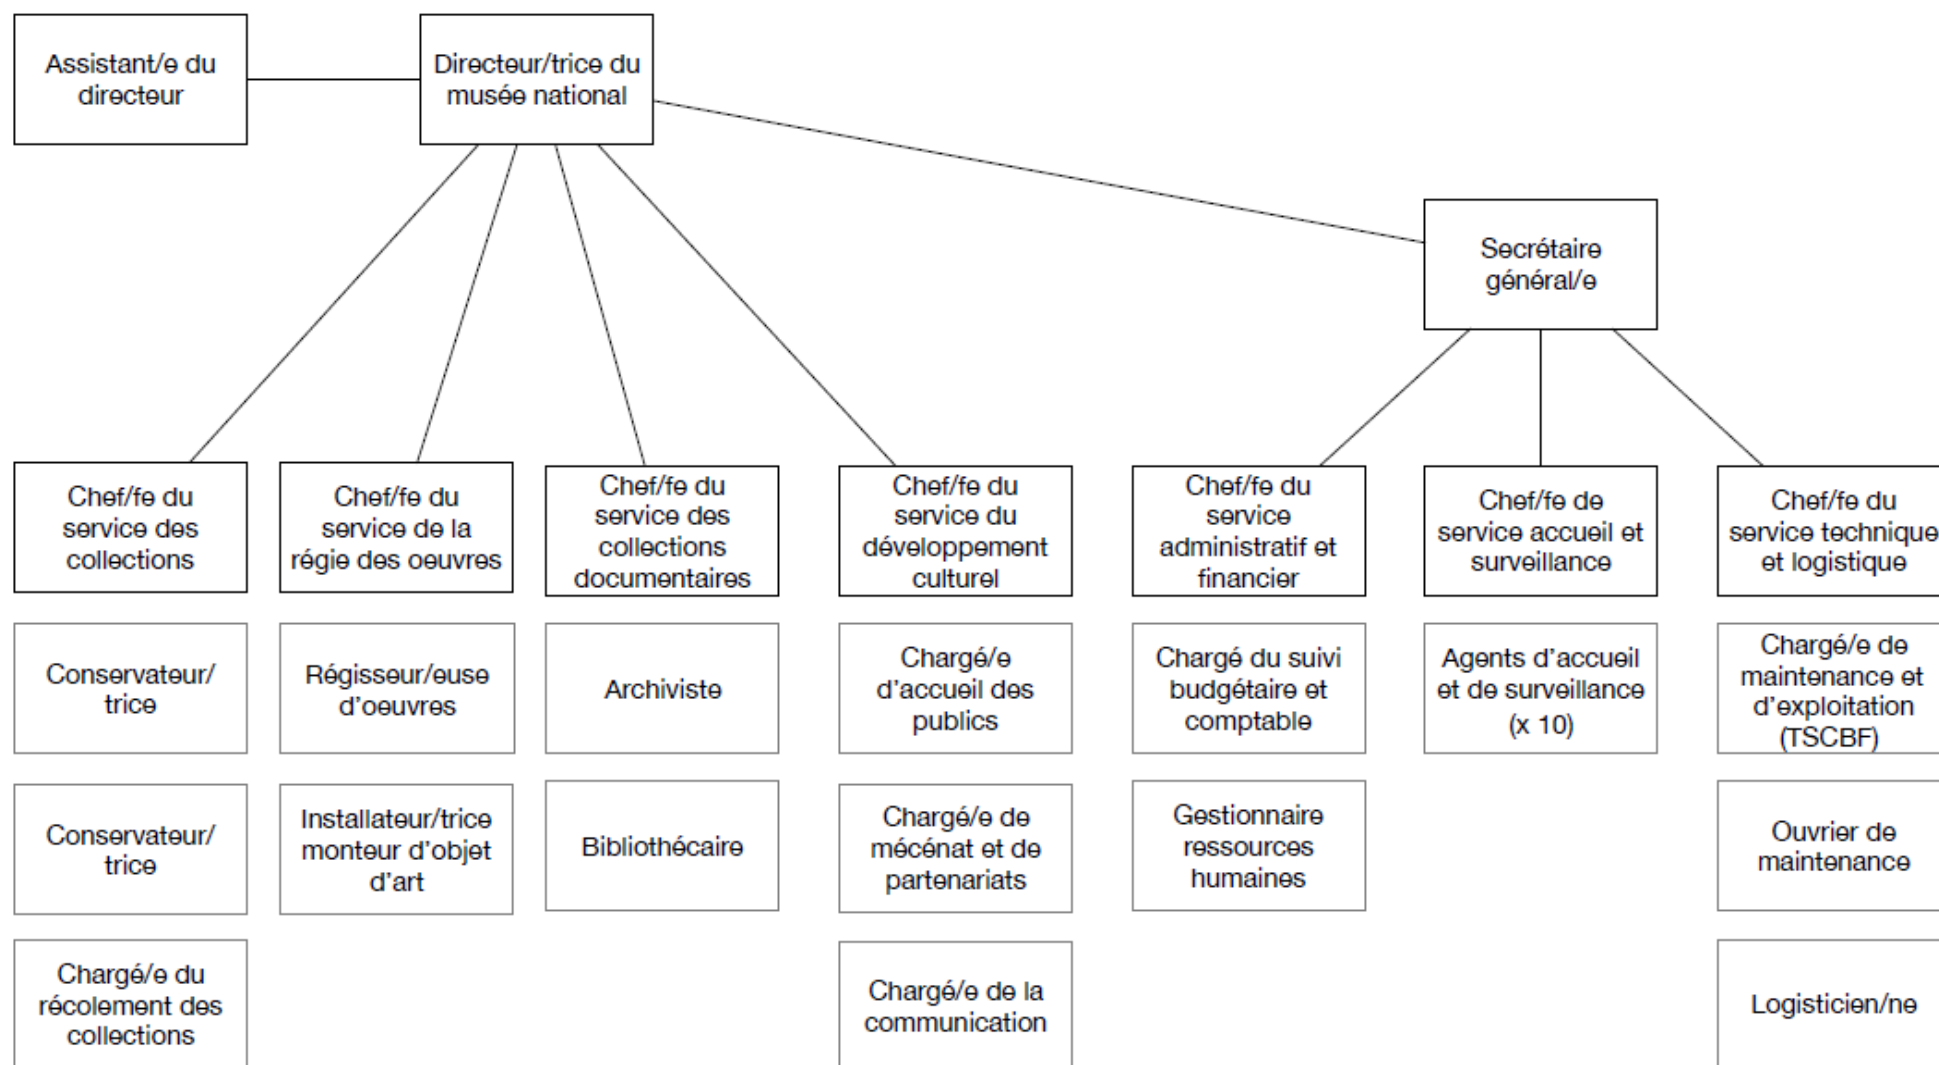 Assistant/e du
directeur
Directeur/trice du
musée national
Secrétaire
général/e
Chef/fe du
service des
collections
Chef/fe du
service de la
régie des oeuvres
Chef/fe du
service des
collections
documentaires
Chef/fe du
service du
développement
culturel
Chef/fe du
service
administratif et
financier
Chef/fe de
service accueil et
surveillance
Chef/fe du
service technique
et logistique
Conservateur/
trice
Régisseur/euse
d'oeuvres
Archiviste
Chargé/e
d'accueil des
publics
Chargé du suivi
budgétaire et
comptable
Agents d'accueil
et de surveillance
(x 10)
Chargé/e de
maintenance et
d'exploitation
(TSCBF)
Conservateur/
trice
Installateur/trice
monteur d'objet
d'art
Bibliothécaire
Chargé/e de
mécénat et de
partenariats
Gestionnaire
ressources
humaines
Ouvrier de
maintenance
Chargé/e du
récolement des
collections
Chargé/e de la
communication
Logisticien/ne